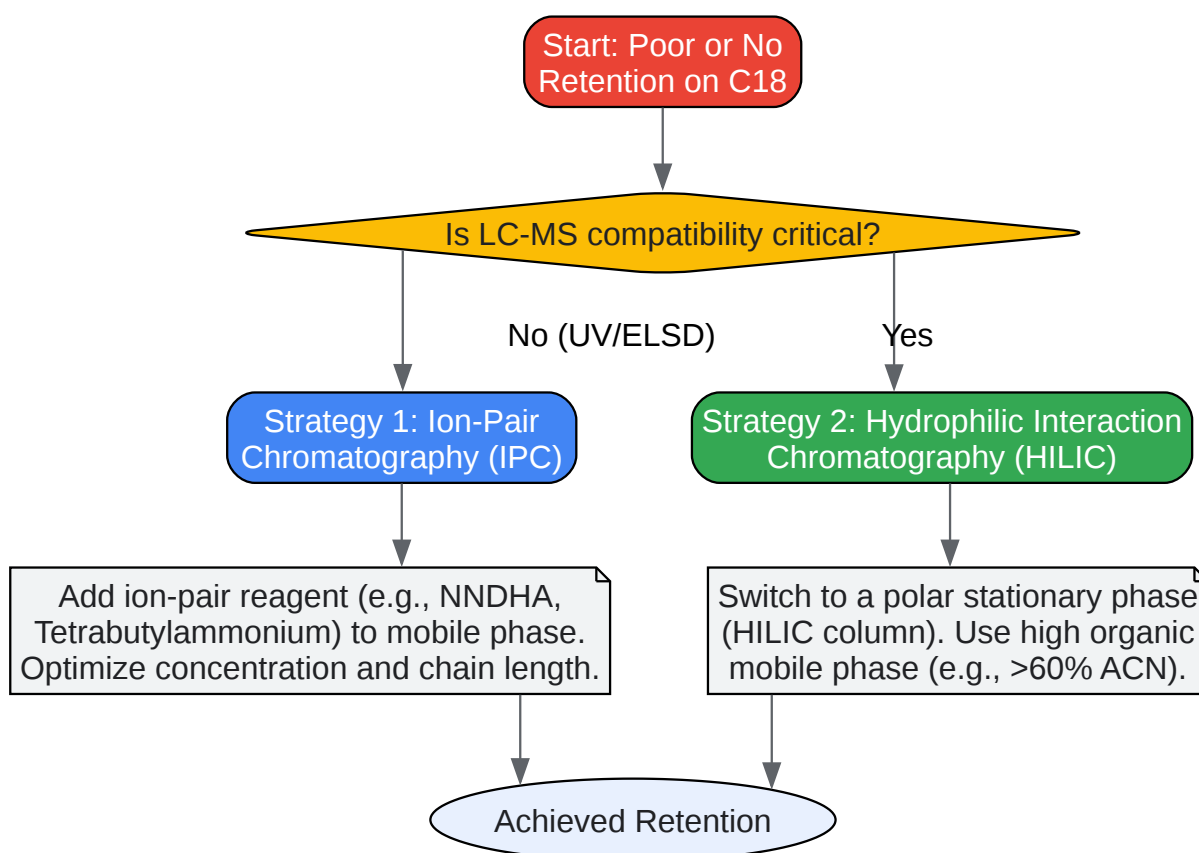 Start: Poor or No
Retention on C18
Is LC-MS compatibility critical?
No (UV/ELSD)
Yes
Strategy 1: Ion-Pair
Chromatography (IPC)
Strategy 2: Hydrophilic Interaction
Chromatography (HILIC)
Add ion-pair reagent (e.g., NNDHA,
Tetrabutylammonium) to mobile phase.
Optimize concentration and chain length.
Switch to a polar stationary phase
(HILIC column). Use high organic
mobile phase (e.g., >60% ACN).
Achieved Retention